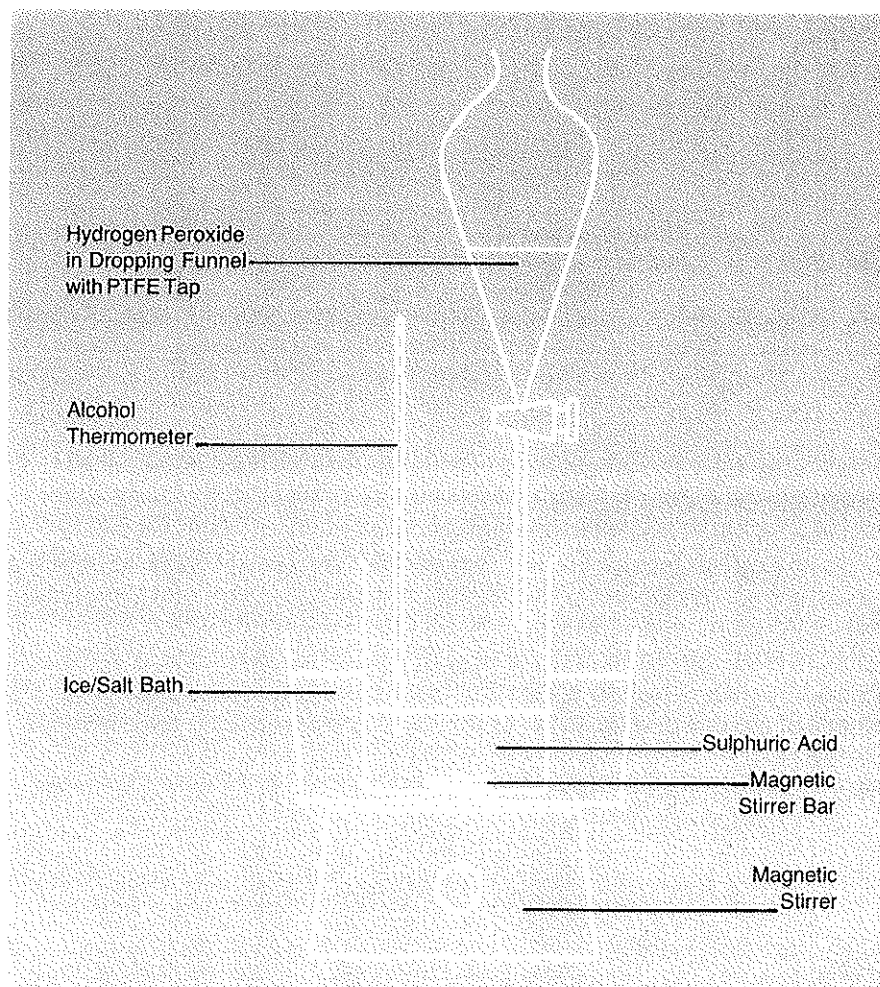 Hydrogen Peroxide
in Dropping Funnel
with PTFE Tap
Alcohol
Thermometer
Ice/Salt Bath
Sulphuric Acid
Magnetic
Stirrer Bar
Magnetic
Stirrer